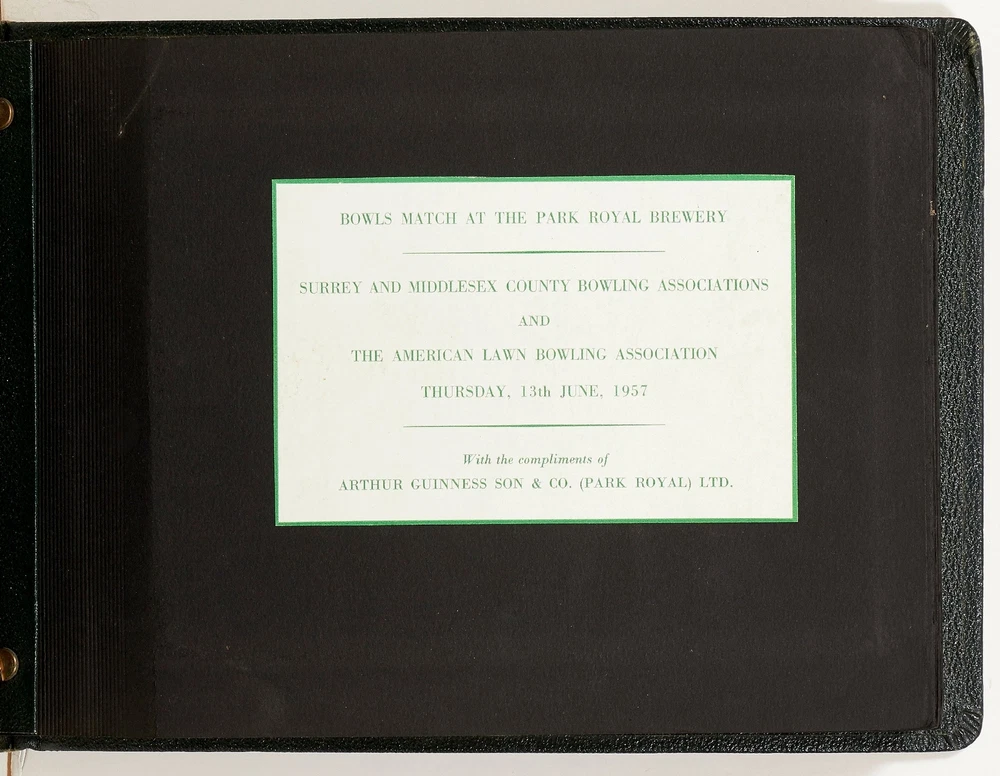 BOWLS MATCH AT THE PARK ROYAL BREWERY
SURREY AND MIDDLESEX COUNTY BOWLING ASSOCIATIONS
AND
THE AMERICAN LAWN BOWLING ASSOCIATION
THURSDAY, 13th JUNE, 1957
With the compliments of
ARTHUR GUINNESS SON & CO. (PARK ROYAL) LTD.